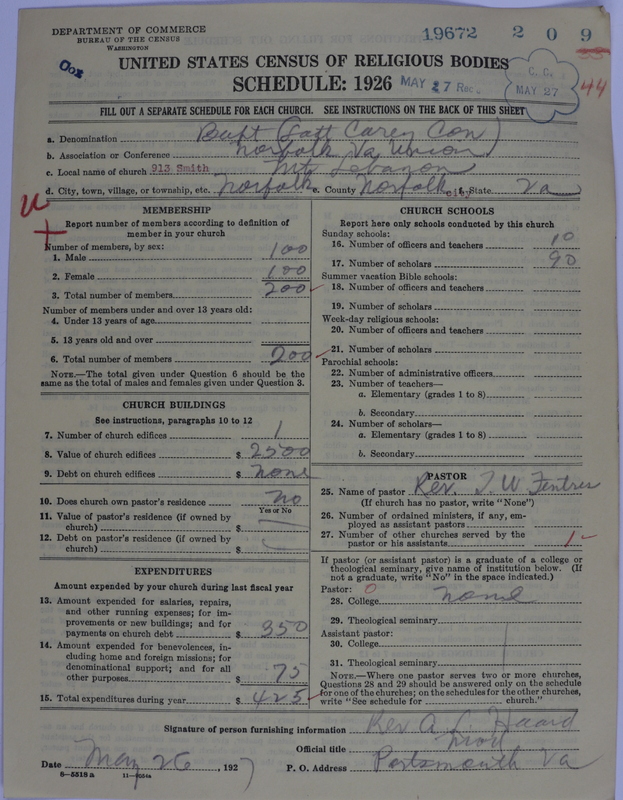 DEPARTMENT OF COMMERCE
BUREAU OF THE CENSUS
WASHINGTON
19672 2 0 9
Cox
UNITED STATES CENSUS OF RELIGIOUS BODIES
SCHEDULE: 1926 MAY 27 Rec.
C. C.
MAY 27
44
FILL OUT A SEPARATE SCHEDULE FOR EACH CHURCH. SEE INSTRUCTIONS ON THE BACK OF THIS SHEET
a. Denomination Bapt (Lott Carey Con)
b. Association or Conference Norfolk Va Union
c. Local name of church 913 Smith Mt. Lebanon
d. City, town, village, or township, etc. Norfolk e. County Norfolk city f. State Va
MEMBERSHIP
Report number of members according to definition of
member in your church
Number of members, by sex:
1. Male 100
2. Female 100
3. Total number of members 200
Number of members under and over 13 years old:
4. Under 13 years of age
5. 13 years old and over
6. Total number of members 200
NOTE.—The total given under Question 6 should be the
same as the total of males and females given under Question 3.
CHURCH BUILDINGS
See instructions, paragraphs 10 to 12
7. Number of church edifices 1
8. Value of church edifices $ 2500
9. Debt on church edifices $ none
10. Does church own pastor's residence no
Yes or No
11. Value of pastor's residence (if owned by
church) $
12. Debt on pastor's residence (if owned by
church) $
EXPENDITURES
Amount expended by your church during last fiscal year
13. Amount expended for salaries, repairs,
and other running expenses; for im-
provements or new buildings; and for
payments on church debt $ 350
14. Amount expended for benevolences, in-
cluding home and foreign missions; for
denominational support; and for all
other purposes $ 75
15. Total expenditures during year $ 425
CHURCH SCHOOLS
Report here only schools conducted by this church
Sunday schools:
16. Number of officers and teachers 10
17. Number of scholars 90
Summer vacation Bible schools:
18. Number of officers and teachers
19. Number of scholars
Week-day religious schools:
20. Number of officers and teachers
21. Number of scholars
Parochial schools:
22. Number of administrative officers
23. Number of teachers—
a. Elementary (grades 1 to 8)
b. Secondary
24. Number of scholars—
a. Elementary (grades 1 to 8)
b. Secondary
PASTOR
25. Name of pastor Rev. J. W. Fentres
(If church has no pastor, write "None")
26. Number of ordained ministers, if any, em-
ployed as assistant pastors
27. Number of other churches served by the
pastor or his assistants 1
If pastor (or assistant pastor) is a graduate of a college or
theological seminary, give name of institution below. (If
not a graduate, write "No" in the space indicated.)
Pastor: 0
28. College none
29. Theological seminary
Assistant pastor:
30. College
31. Theological seminary
NOTE.—Where one pastor serves two or more churches,
Questions 28 and 29 should be answered only on the schedule
for one of the churches; on the schedules for the other churches,
write "See schedule for church."
Signature of person furnishing information Rev A. L.
Official title Mod
Date May 26, 1927 P. O. Address Portsmouth Va
8-5518a 11-9554a